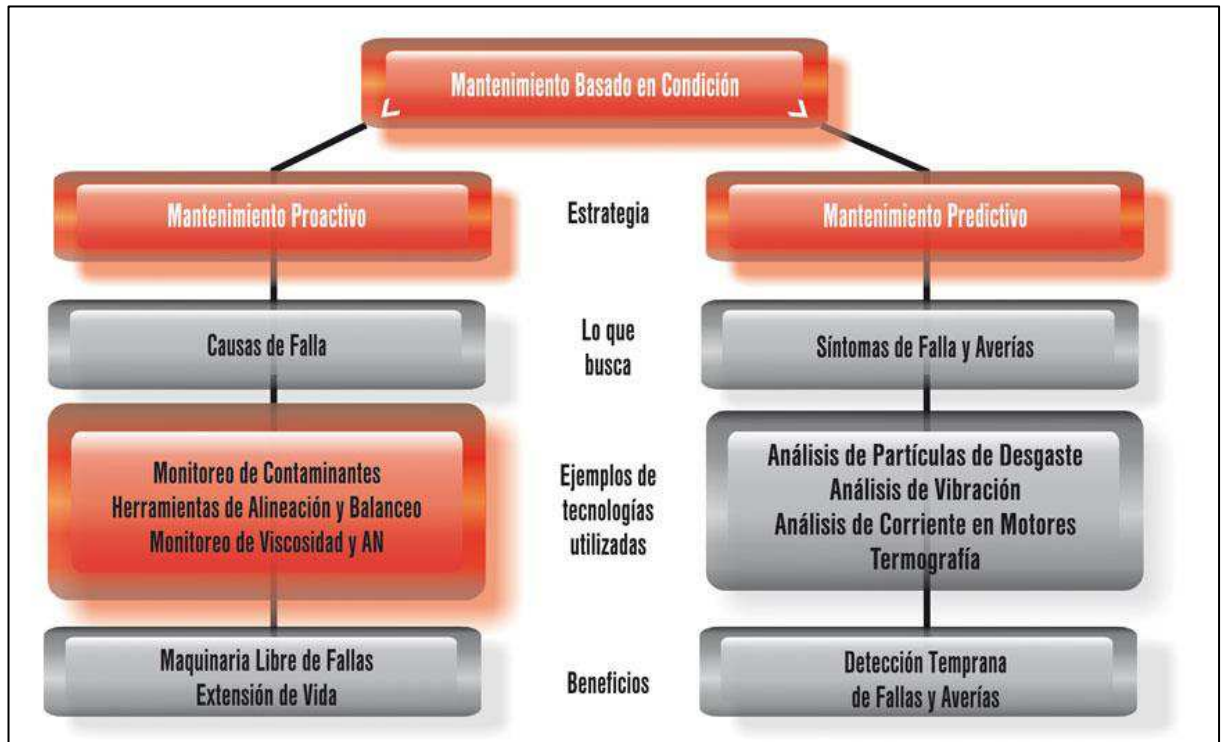 Mantenimiento Basado en Condición
Mantenimiento Proactivo
Estrategia
Mantenimiento Predictivo
Causas de Falla
Lo que
busca
Síntomas de Falla y Averías
Monitoreo de Contaminantes
Herramientas de Alineación y Balanceo
Monitoreo de Viscosidad y AN
Ejemplos de
tecnologías
utilizadas
Análisis de Partículas de Desgaste
Análisis de Vibración
Análisis de Corriente en Motores
Termografía
Maquinaria Libre de Fallas
Extensión de Vida
Beneficios
Detección Temprana
de Fallas y Averías